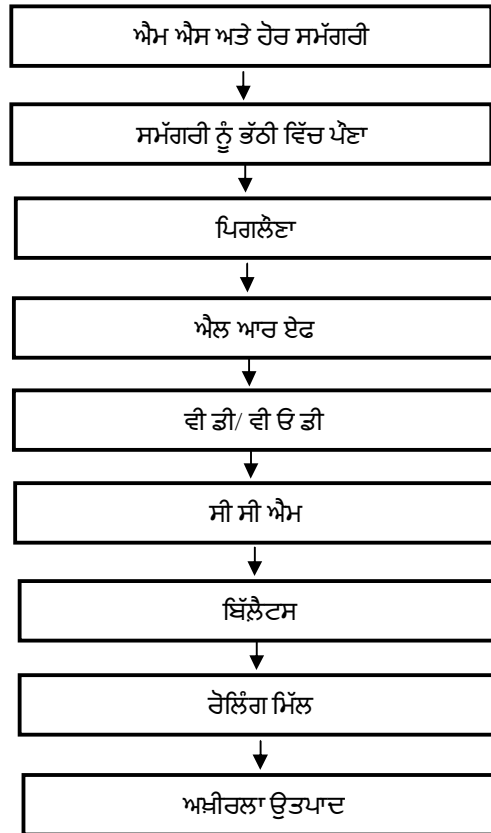 ਐਮ ਐਸ ਅਤੇ ਹੋਰ ਸਮੱਗਰੀ
ਸਮੱਗਰੀ ਨੂੰ ਭੱਠੀ ਵਿੱਚ ਪੌਣਾ
ਪਿਗਲੌਣਾ
ਐਲ ਆਰ ਏਫ
ਵੀ ਡੀ/ ਵੀ ਓ ਡੀ
ਸੀ ਸੀ ਐਮ
ਬਿੱਲ਼ੈਟਸ
ਰੋਲਿੰਗ ਮਿੱਲ
ਅਖ਼ੀਰਲਾ ਉਤਪਾਦ